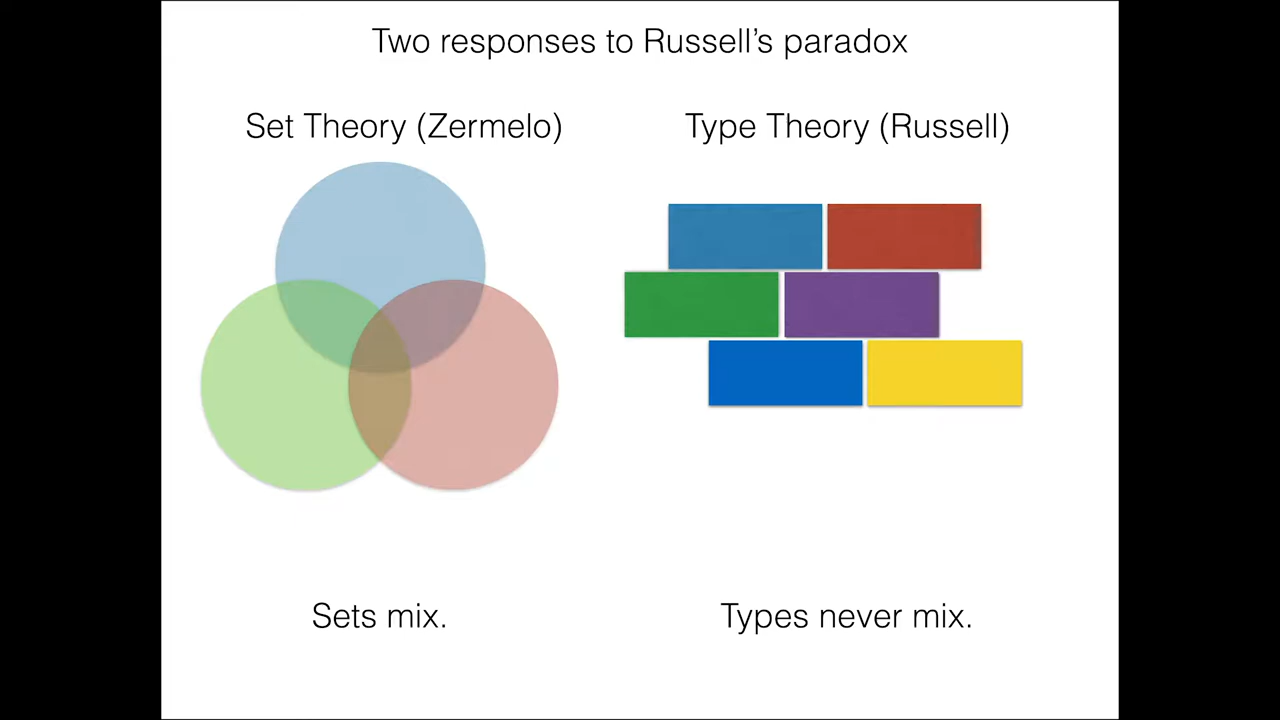 Two responses to Russell’s paradox
Set Theory (Zermelo)
Type Theory (Russell)
Sets mix.
Types never mix.